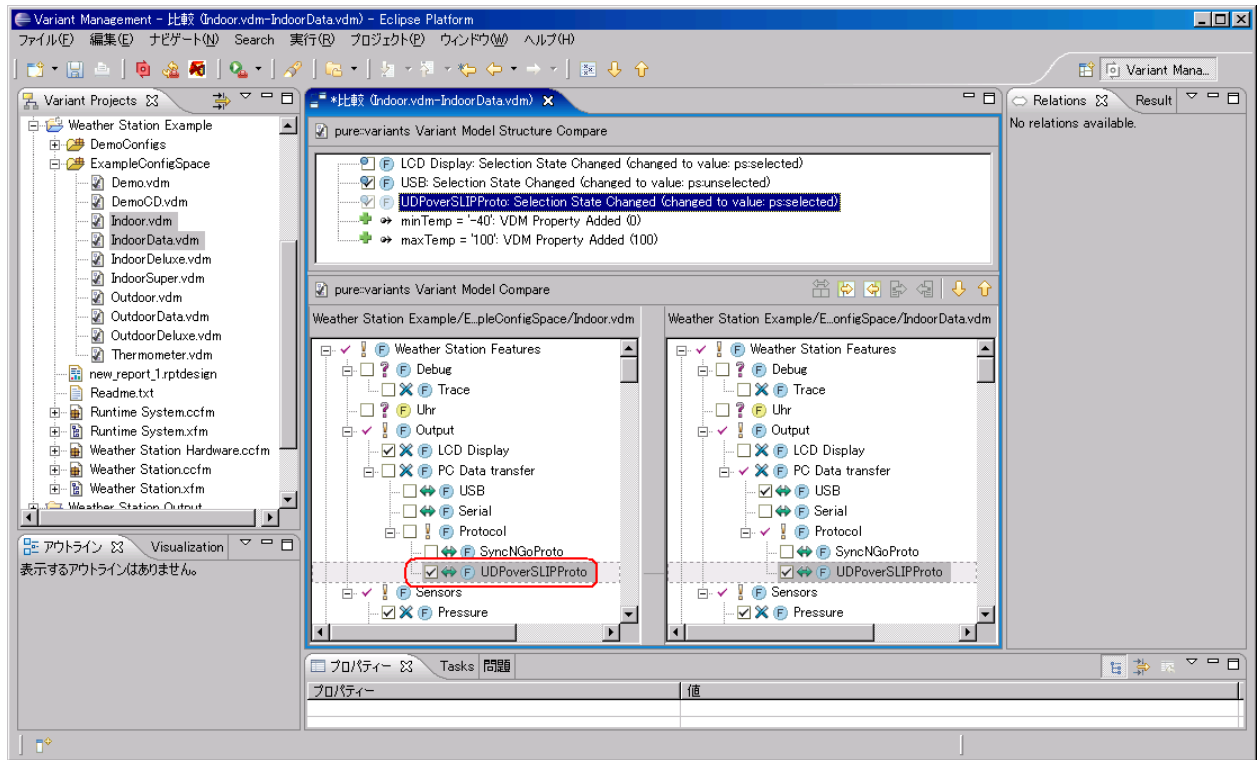 Variant Management - 比較 (Indoor.vdm-IndoorData.vdm) - Eclipse Platform
ファイル(F) 編集(E) ナビゲート(N) Search 実行(R) プロジェクト(P) ウィンドウ(W) ヘルプ(H)
Variant Mana...
Variant Projects
Weather Station Example
DemoConfigs
ExampleConfigSpace
Demo.vdm
DemoCD.vdm
Indoor.vdm
IndoorData.vdm
IndoorDeluxe.vdm
IndoorSuper.vdm
Outdoor.vdm
OutdoorData.vdm
OutdoorDeluxe.vdm
Thermometer.vdm
new_report_1.rptdesign
Readme.txt
Runtime System.ccfm
Runtime System.xfm
Weather Station Hardware.ccfm
Weather Station.ccfm
Weather Station.xfm
Weather Station Output
アウトライン Visualization
表示するアウトラインはありません。
*比較 (Indoor.vdm-IndoorData.vdm)
pure::variants Variant Model Structure Compare
LCD Display: Selection State Changed (changed to value: ps:selected)
USB: Selection State Changed (changed to value: ps:unselected)
UDPoverSLIPProto: Selection State Changed (changed to value: ps:selected)
minTemp = '-40': VDM Property Added (0)
maxTemp = '100': VDM Property Added (100)
pure::variants Variant Model Compare
Weather Station Example/E...pleConfigSpace/Indoor.vdm
Weather Station Features
Debug
Trace
Uhr
Output
LCD Display
PC Data transfer
USB
Serial
Protocol
SyncNGoProto
UDPoverSLIPProto
Sensors
Pressure
Weather Station Example/E...onfigSpace/IndoorData.vdm
Weather Station Features
Debug
Trace
Uhr
Output
LCD Display
PC Data transfer
USB
Serial
Protocol
SyncNGoProto
UDPoverSLIPProto
Sensors
Pressure
Relations Result
No relations available.
プロパティー Tasks 問題
プロパティー 値